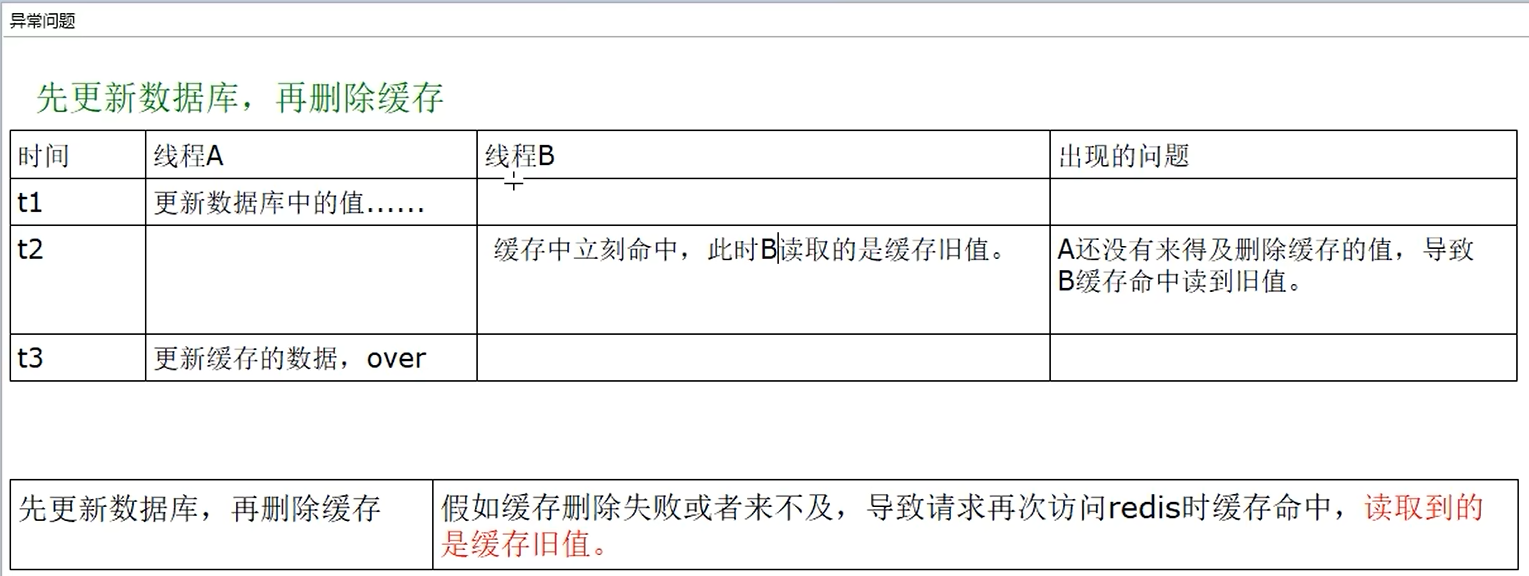 异常问题
先更新数据库，再删除缓存
时间 线程A 线程B 出现的问题
t1 更新数据库中的值......
t2 缓存中立刻命中，此时B读取的是缓存旧值。 A还没有来得及删除缓存的值，导致
B缓存命中读到旧值。
t3 更新缓存的数据，over
先更新数据库，再删除缓存 假如缓存删除失败或者来不及，导致请求再次访问redis时缓存命中，读取到的
是缓存旧值。